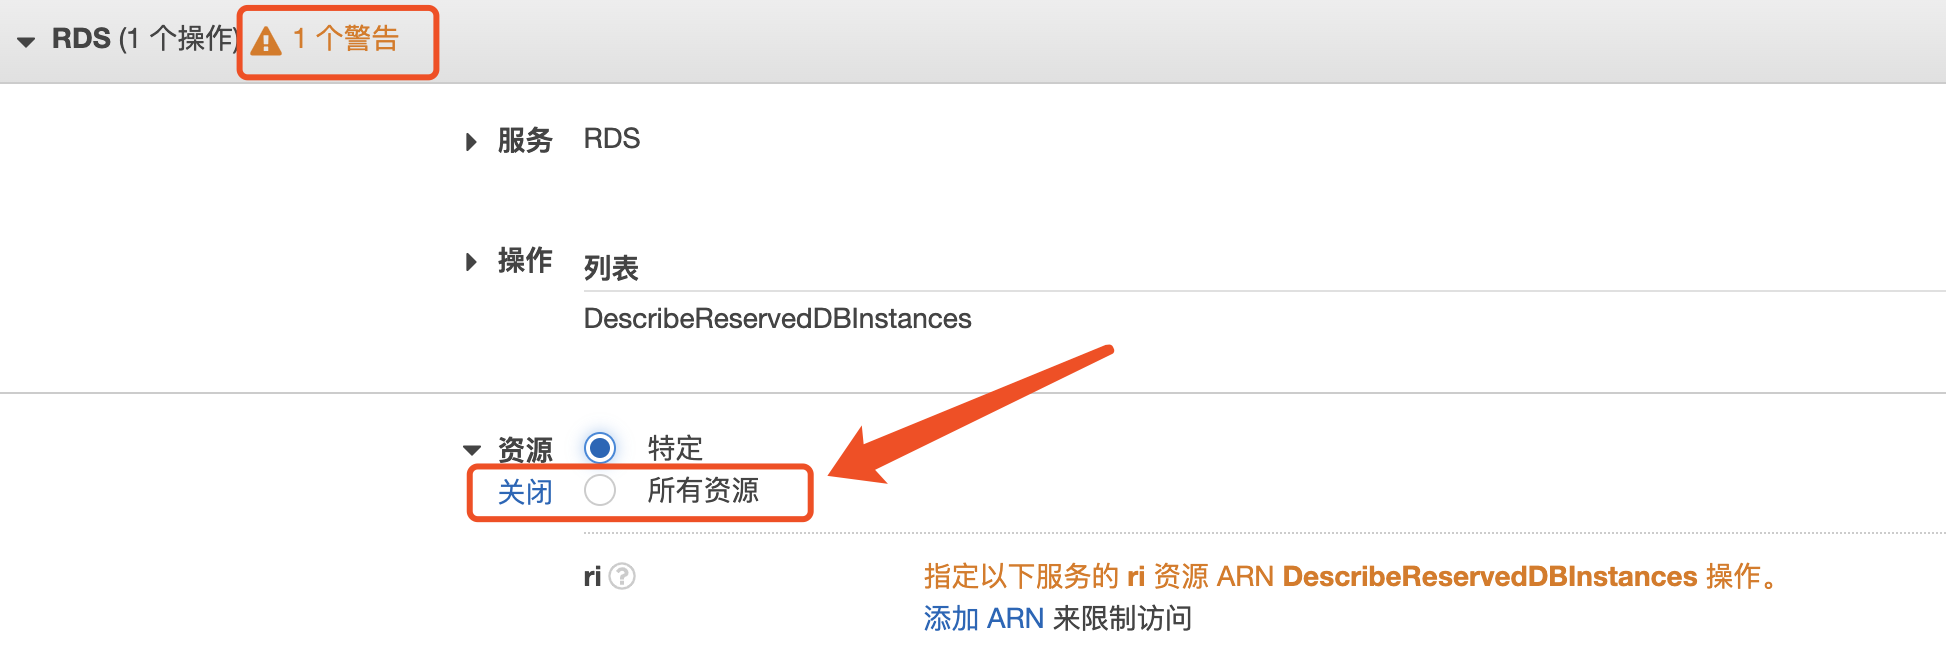 RDS (1 个操作) 1 个警告
服务 RDS
操作 列表
DescribeReservedDBInstances
资源 特定
关闭 所有资源
ri ? 指定以下服务的 ri 资源 ARN DescribeReservedDBInstances 操作。
添加 ARN 来限制访问